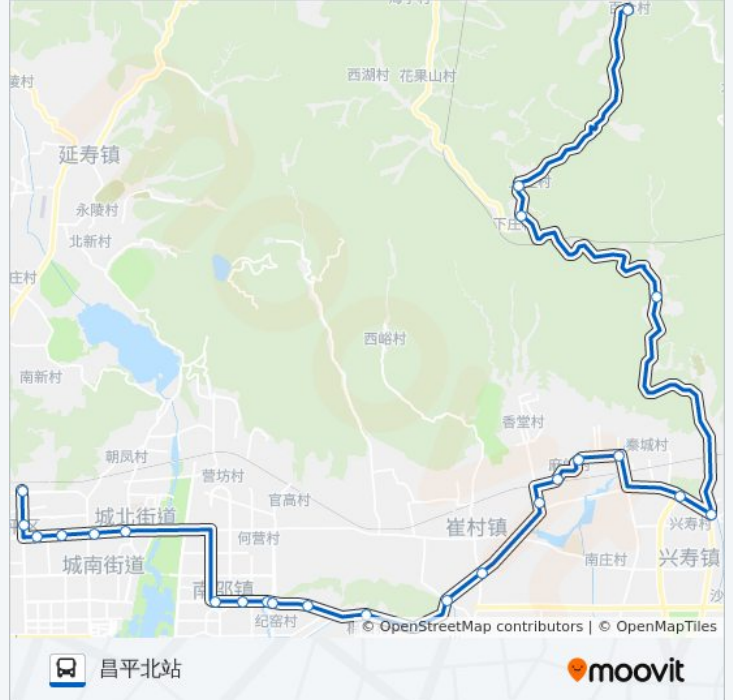 西湖村
花果山村
延寿镇
永陵村
北新村
庄村
西峪村
南新村
香堂村
秦城村
朝凤村
营坊村
官高村
城北街道
何营村
崔村镇
兴寿村
城南街道
南庄村
兴寿镇
南邵镇
纪窑村
© OpenStreetMap contributors | © OpenMapTiles
昌平北站
moovit